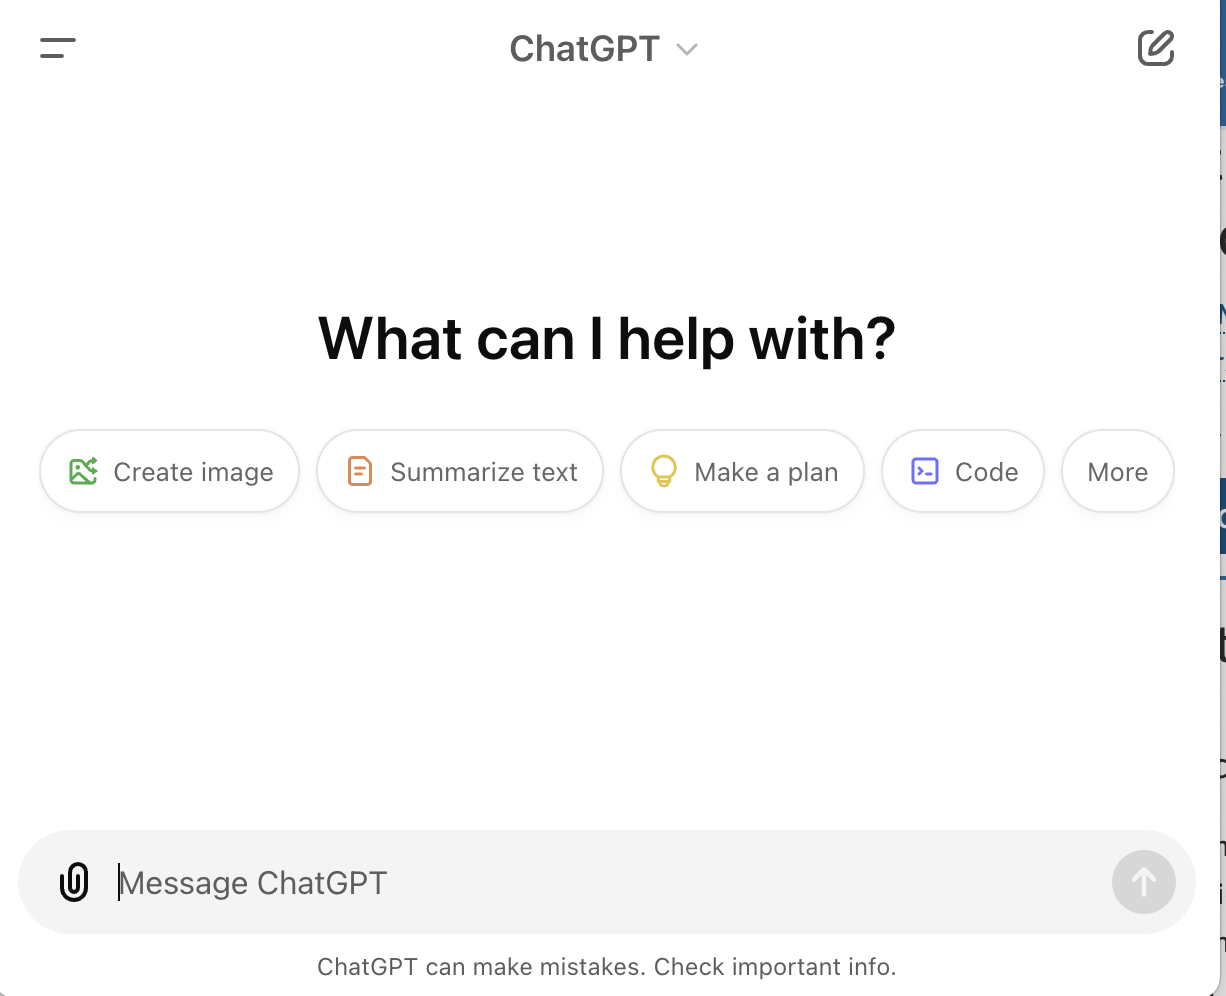 ChatGPT
What can I help with?
Create image Summarize text Make a plan Code More
Message ChatGPT
ChatGPT can make mistakes. Check important info.